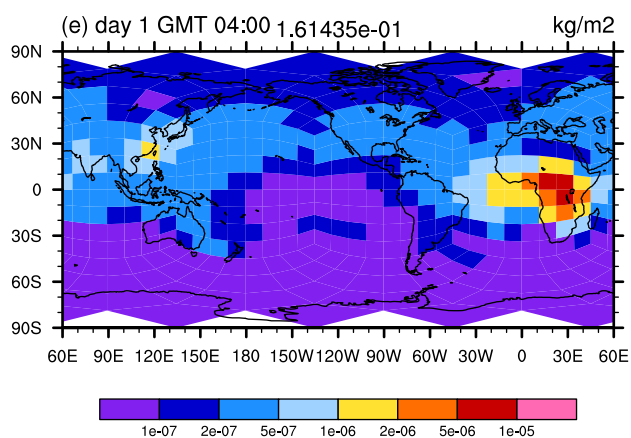 (e) day 1 GMT 04:00 1.61435e-01 kg/m2
90N
60N
30N
0
30S
60S
90S
60E 90E 120E 150E 180 150W 120W 90W 60W 30W 0 30E 60E
1e-07 2e-07 5e-07 1e-06 2e-06 5e-06 1e-05